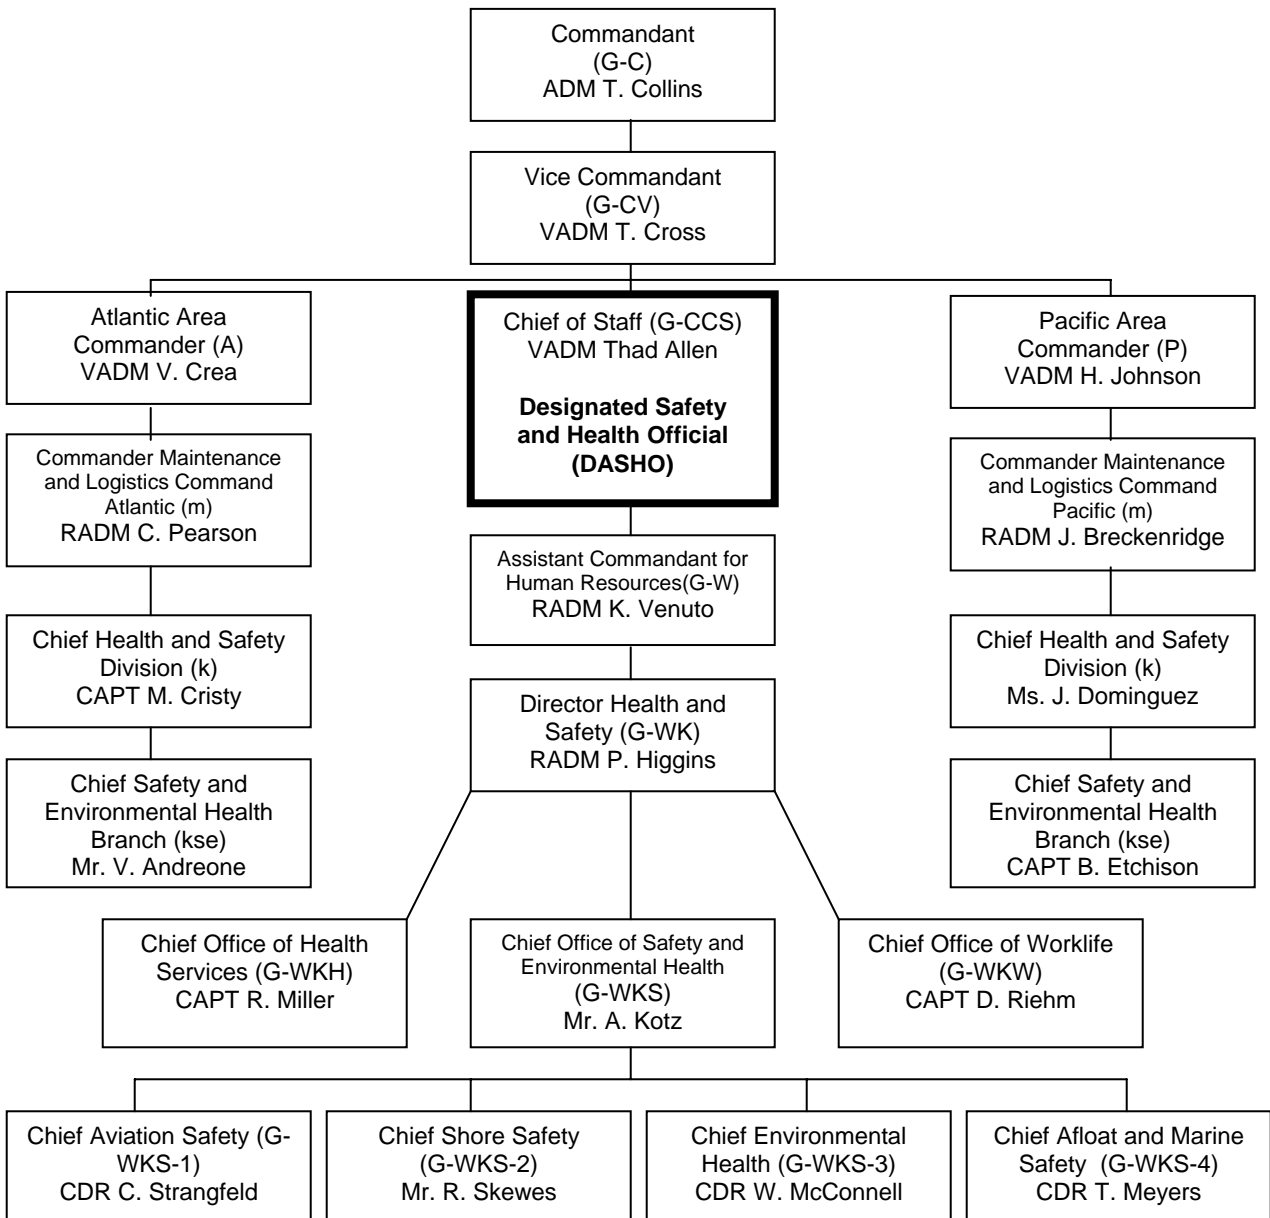 Commandant
(G-C)
ADM T. Collins
Vice Commandant
(G-CV)
VADM T. Cross
Atlantic Area
Commander (A)
VADM V. Crea
Chief of Staff (G-CCS)
VADM Thad Allen
Designated Safety
and Health Official
(DASHO)
Pacific Area
Commander (P)
VADM H. Johnson
Commander Maintenance
and Logistics Command
Atlantic (m)
RADM C. Pearson
Commander Maintenance
and Logistics Command
Pacific (m)
RADM J. Breckenridge
Assistant Commandant for
Human Resources(G-W)
RADM K. Venuto
Chief Health and Safety
Division (k)
CAPT M. Cristy
Chief Health and Safety
Division (k)
Ms. J. Dominguez
Director Health and
Safety (G-WK)
RADM P. Higgins
Chief Safety and
Environmental Health
Branch (kse)
Mr. V. Andreone
Chief Safety and
Environmental Health
Branch (kse)
CAPT B. Etchison
Chief Office of Health
Services (G-WKH)
CAPT R. Miller
Chief Office of Safety and
Environmental Health
(G-WKS)
Mr. A. Kotz
Chief Office of Worklife
(G-WKW)
CAPT D. Riehm
Chief Aviation Safety (G-
WKS-1)
CDR C. Strangfeld
Chief Shore Safety
(G-WKS-2)
Mr. R. Skewes
Chief Environmental
Health (G-WKS-3)
CDR W. McConnell
Chief Afloat and Marine
Safety (G-WKS-4)
CDR T. Meyers